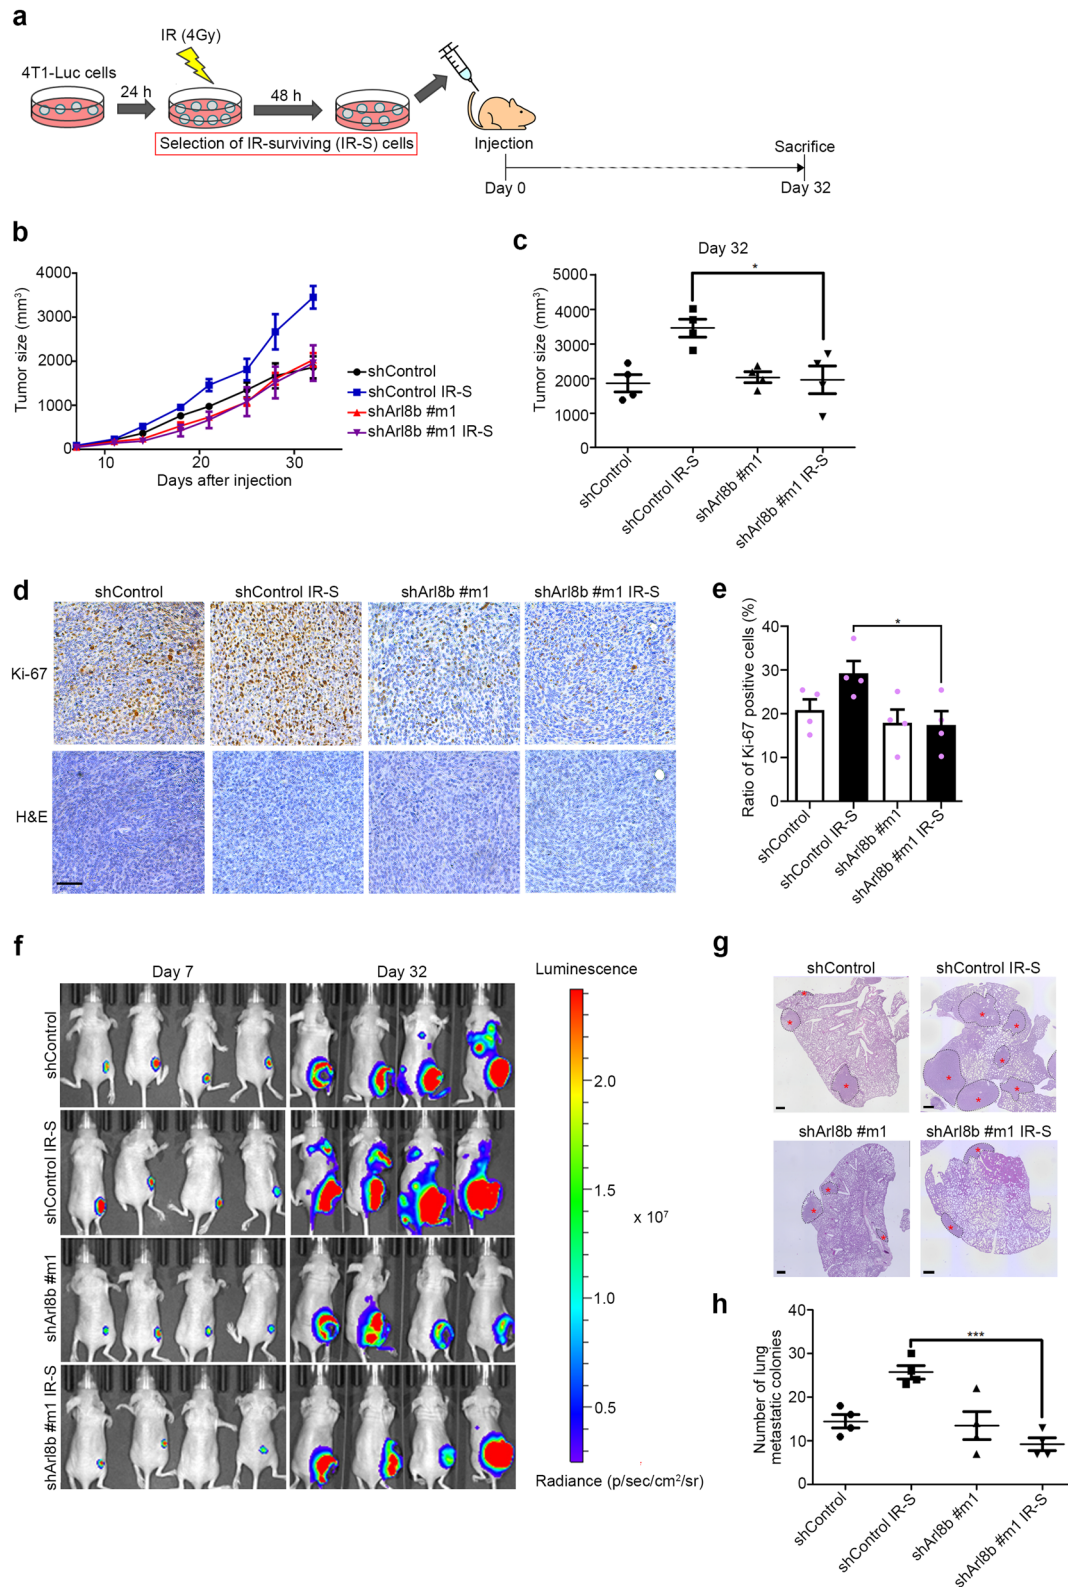 a
IR (4Gy)
4T1-Luc cells
24 h
48 h
Selection of IR-surviving (IR-S) cells
Injection
Sacrifice
Day 0
Day 32
b
Tumor size (mm³)
4000
3000
2000
1000
0
10
20
30
Days after injection
shControl
shControl IR-S
shArl8b #m1
shArl8b #m1 IR-S
c
Day 32
*
Tumor size (mm³)
5000
4000
3000
2000
1000
0
shControl
shControl IR-S
shArl8b #m1
shArl8b #m1 IR-S
d
shControl
shControl IR-S
shArl8b #m1
shArl8b #m1 IR-S
Ki-67
H&E
e
Ratio of Ki-67 positive cells (%)
40
30
20
10
0
*
shControl
shControl IR-S
shArl8b #m1
shArl8b #m1 IR-S
f
Day 7
Day 32
Luminescence
shControl
shControl IR-S
shArl8b #m1
shArl8b #m1 IR-S
2.0
1.5
x 10⁷
1.0
0.5
Radiance (p/sec/cm²/sr)
g
shControl
shControl IR-S
* * *
* * * * * *
shArl8b #m1
shArl8b #m1 IR-S
* * *
* *
h
Number of lung
metastatic colonies
40
30
20
10
0
***
shControl
shControl IR-S
shArl8b #m1
shArl8b #m1 IR-S